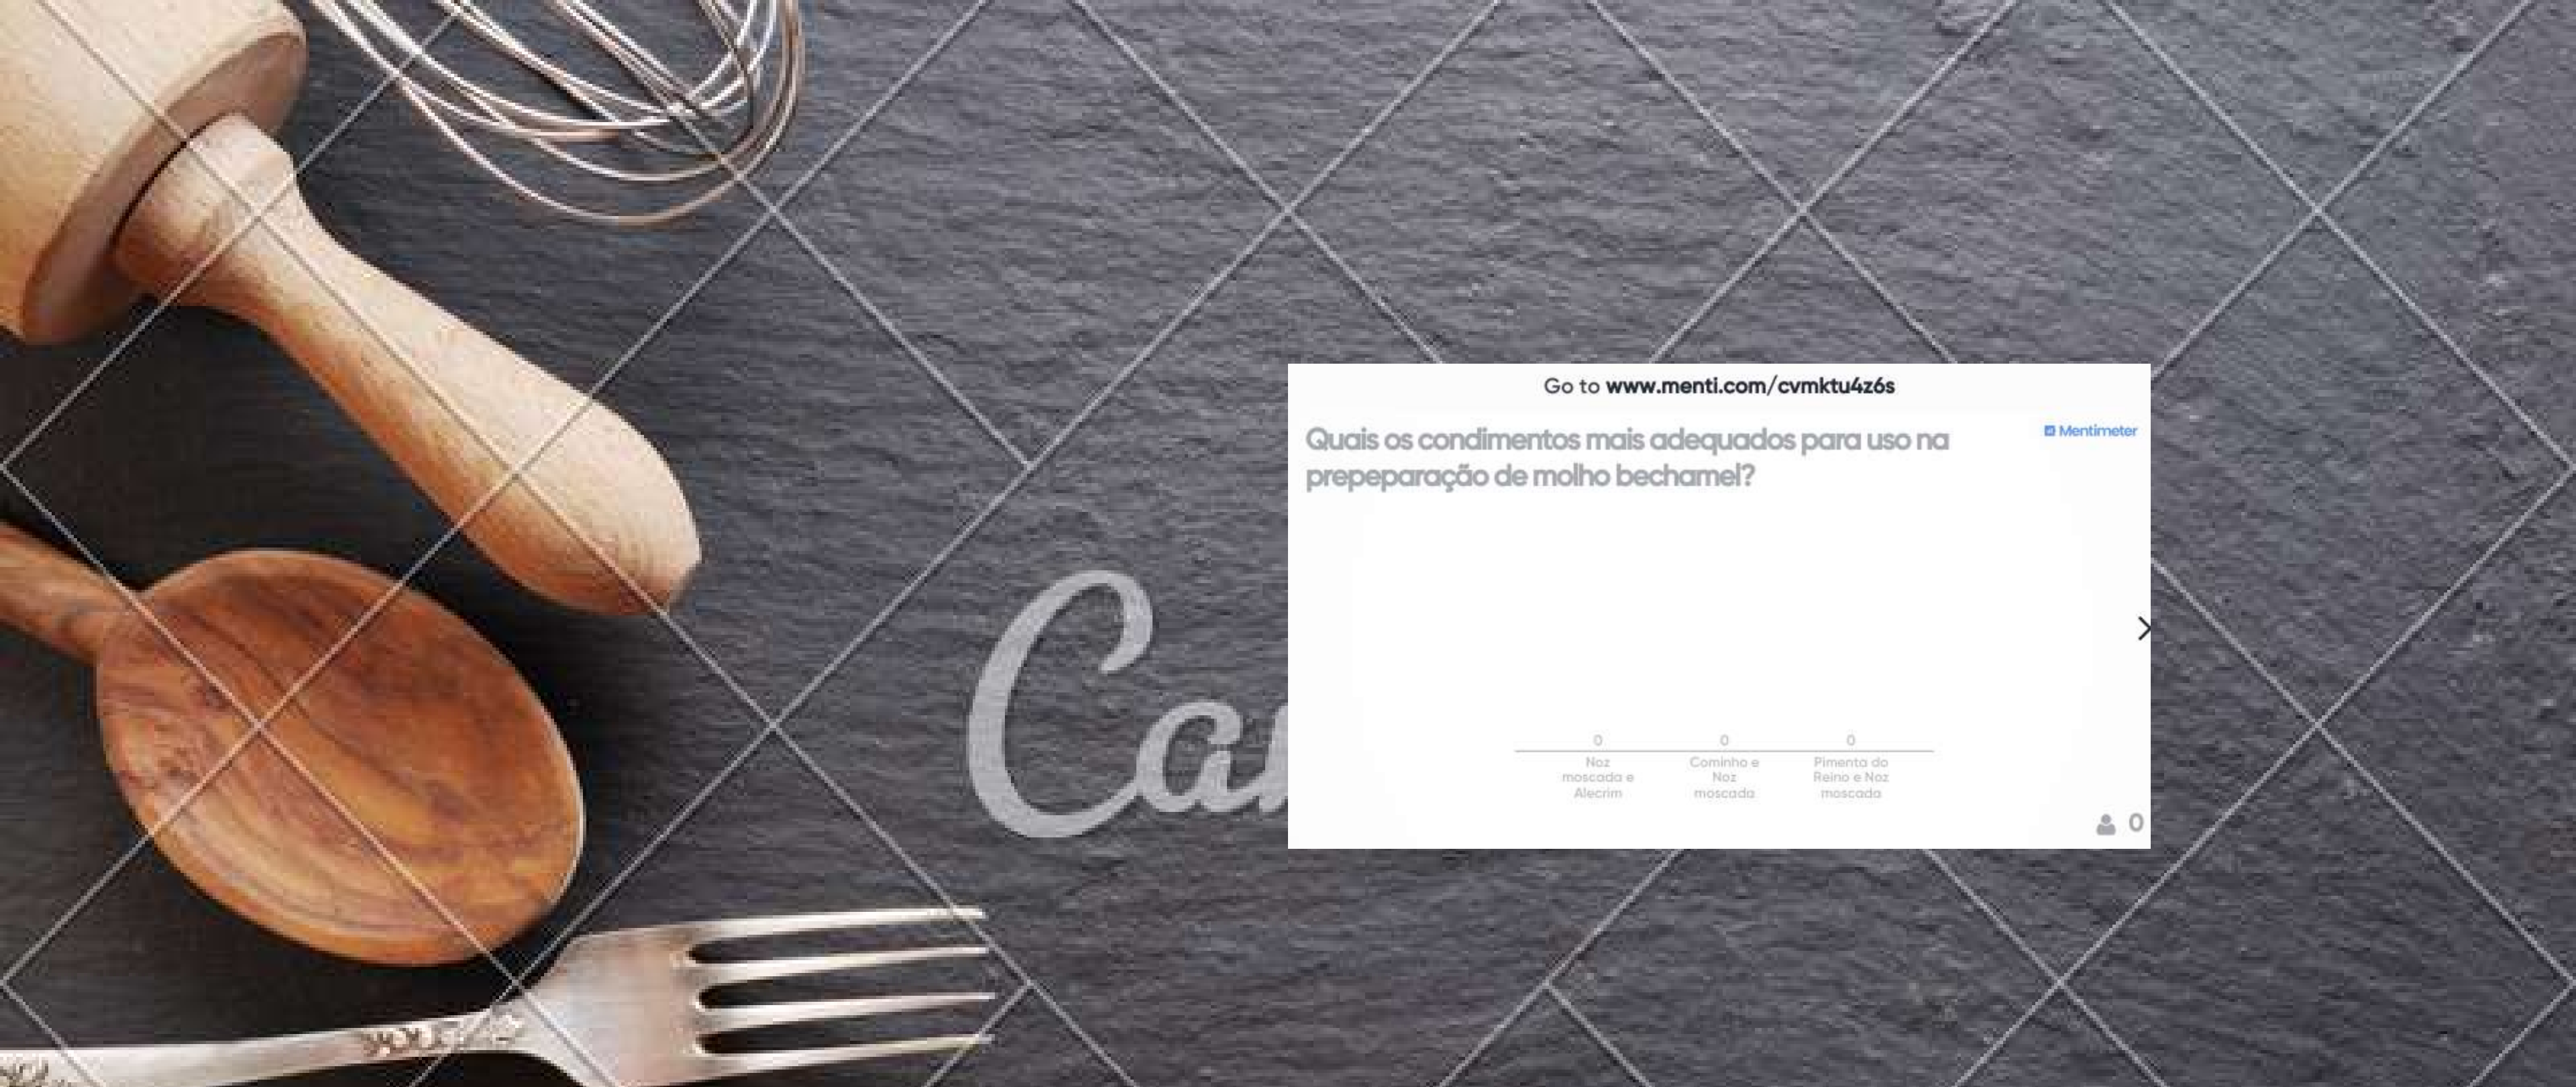 Go to www.menti.com/cvmktu4z6s
Mentimeter
Quais os condimentos mais adequados para uso na
prepeparação de molho bechamel?
0 0 0
Noz moscada e Alecrim
Cominho e Noz moscada
Pimenta do Reino e Noz moscada
0